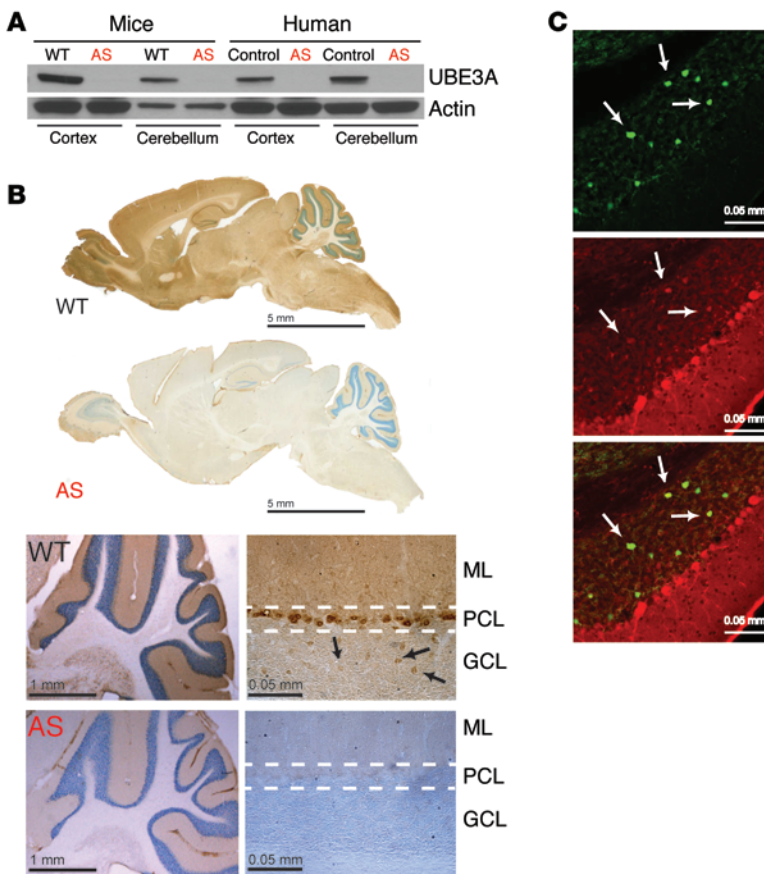 A
Mice Human
WT AS WT AS Control AS Control AS
UBE3A
Actin
Cortex Cerebellum Cortex Cerebellum
B
WT
5 mm
AS
5 mm
WT
1 mm
0.05 mm
ML
PCL
GCL
AS
1 mm
0.05 mm
ML
PCL
GCL
C
0.05 mm
0.05 mm
0.05 mm